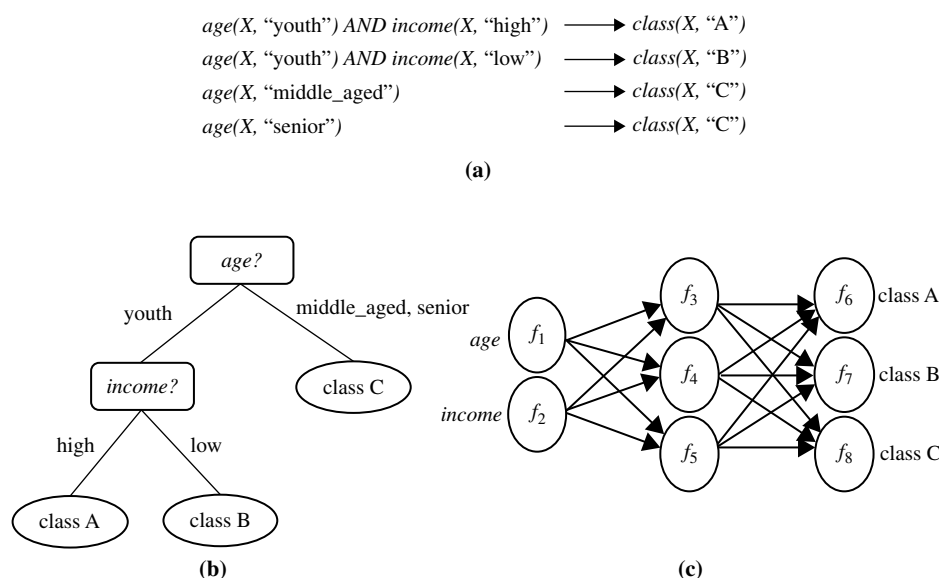 age(X, “youth”) AND income(X, “high”) class(X, “A”)
age(X, “youth”) AND income(X, “low”) class(X, “B”)
age(X, “middle_aged”) class(X, “C”)
age(X, “senior”) class(X, “C”)
(a)
age?
youth
middle_aged, senior
income?
class C
high
low
class A
class B
(b)
age
income
f1
f2
f3
f4
f5
f6
f7
f8
class A
class B
class C
(c)